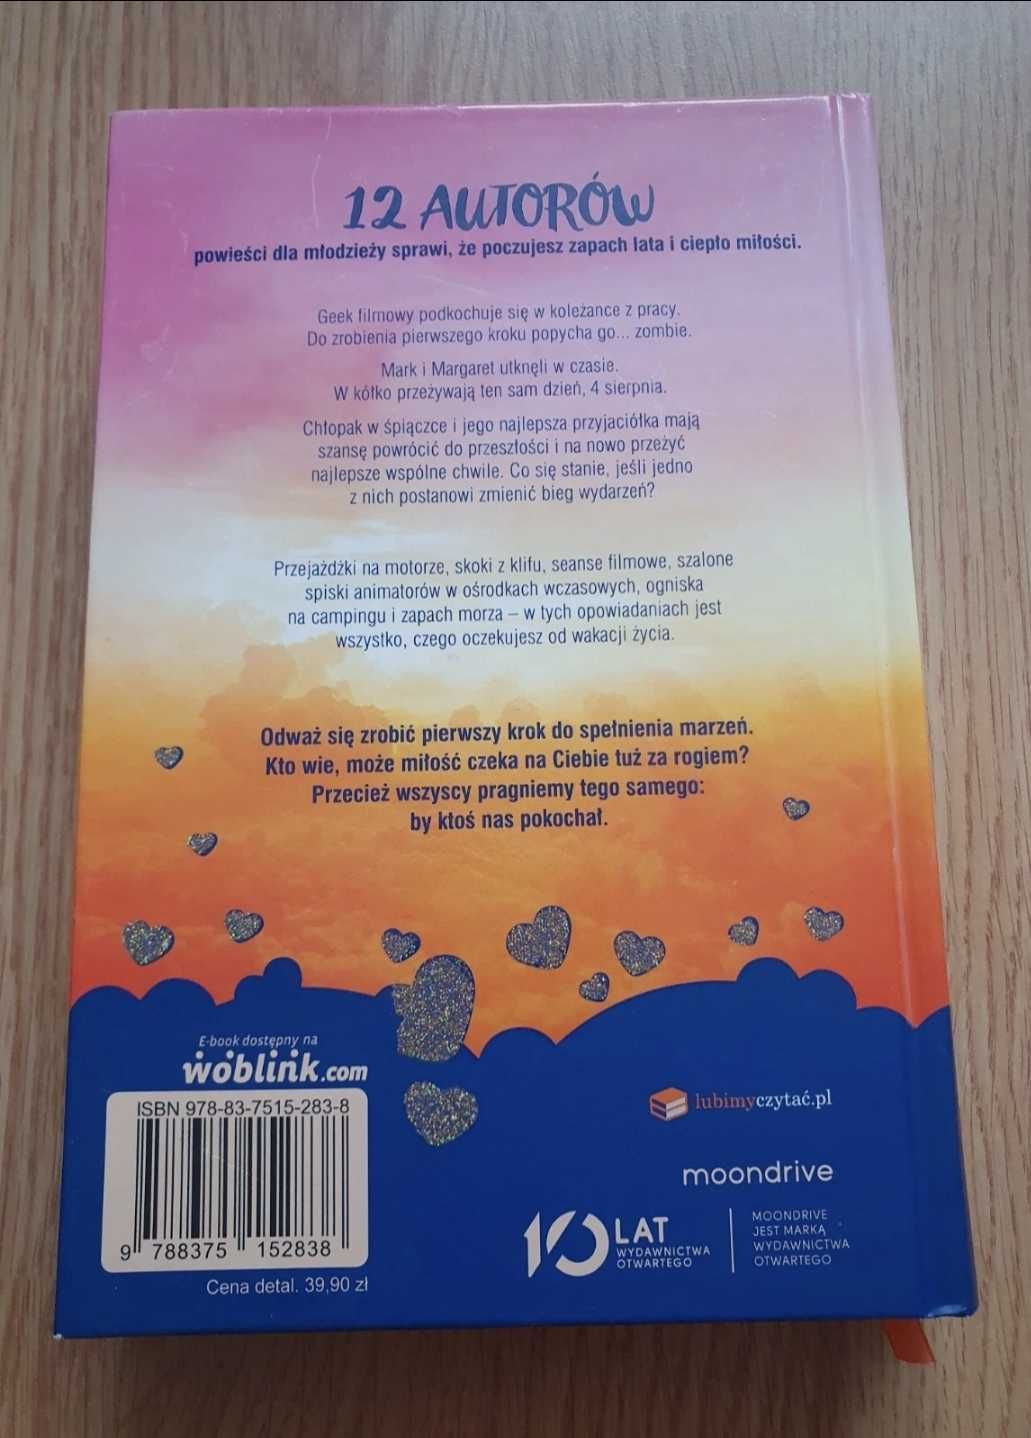 12 AUTORÓW
powieści dla młodzieży sprawi, że poczujesz zapach lata i ciepło miłości.
Geek filmowy podkochuje się w koleżance z pracy.
Do zrobienia pierwszego kroku popycha go... zombie.
Mark i Margaret utknęli w czasie.
W kółko przeżywają ten sam dzień, 4 sierpnia.
Chłopak w śpiączce i jego najlepsza przyjaciółka mają
szansę powrócić do przeszłości i na nowo przeżyć
najlepsze wspólne chwile. Co się stanie, jeśli jedno
z nich postanowi zmienić bieg wydarzeń?
Przejażdżki na motorze, skoki z klifu, seanse filmowe, szalone
spiski animatorów w ośrodkach wczasowych, ogniska
na campingu i zapach morza – w tych opowiadaniach jest
wszystko, czego oczekujesz od wakacji życia.
Odważ się zrobić pierwszy krok do spełnienia marzeń.
Kto wie, może miłość czeka na Ciebie tuż za rogiem?
Przecież wszyscy pragniemy tego samego:
by ktoś nas pokochał.
E-book dostępny na
woblink.com
ISBN 978-83-7515-283-8
9 788375 152838
Cena detal. 39,90 zł
lubimyczytać.pl
moondrive
10 LAT
WYDAWNICTWA
OTWARTEGO
MOONDRIVE
JEST MARKĄ
WYDAWNICTWA
OTWARTEGO